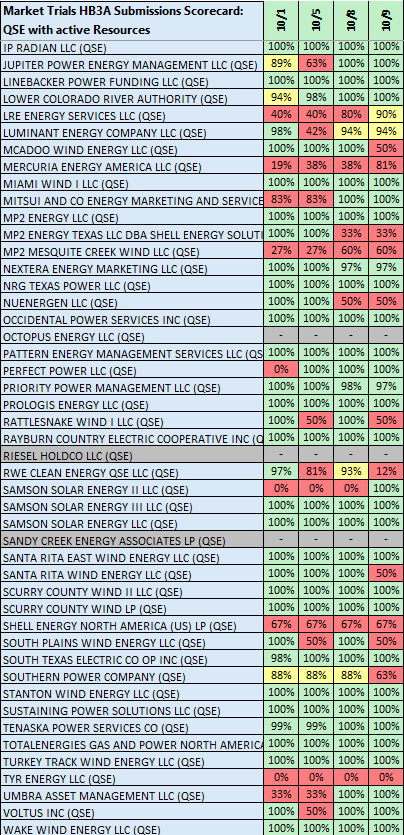 Market Trials HB3A Submissions Scorecard: 10/1 10/5 10/8 10/9
QSE with active Resources
IP RADIAN LLC (QSE) 100% 100% 100% 100%
JUPITER POWER ENERGY MANAGEMENT LLC (QSE) 89% 63% 100% 100%
LINEBACKER POWER FUNDING LLC (QSE) 100% 100% 100% 100%
LOWER COLORADO RIVER AUTHORITY (QSE) 94% 98% 100% 100%
LRE ENERGY SERVICES LLC (QSE) 40% 40% 80% 90%
LUMINANT ENERGY COMPANY LLC (QSE) 98% 42% 94% 94%
MCADOO WIND ENERGY LLC (QSE) 100% 100% 100% 50%
MERCURIA ENERGY AMERICA LLC (QSE) 19% 38% 38% 81%
MIAMI WIND I LLC (QSE) 100% 100% 100% 100%
MITSUI AND CO ENERGY MARKETING AND SERVICE 83% 83% 100% 100%
MP2 ENERGY LLC (QSE) 100% 100% 100% 100%
MP2 ENERGY TEXAS LLC DBA SHELL ENERGY SOLUTI 100% 100% 33% 33%
MP2 MESQUITE CREEK WIND LLC (QSE) 27% 27% 60% 60%
NEXTERA ENERGY MARKETING LLC (QSE) 100% 100% 97% 97%
NRG TEXAS POWER LLC (QSE) 100% 100% 100% 100%
NUENERGEN LLC (QSE) 100% 100% 50% 50%
OCCIDENTAL POWER SERVICES INC (QSE) 100% 100% 100% 100%
OCTOPUS ENERGY LLC (QSE) - - - -
PATTERN ENERGY MANAGEMENT SERVICES LLC (QS 100% 100% 100% 100%
PERFECT POWER LLC (QSE) 0% 100% 100% 100%
PRIORITY POWER MANAGEMENT LLC (QSE) 100% 100% 98% 97%
PROLOGIS ENERGY LLC (QSE) 100% 100% 100% 100%
RATTLESNAKE WIND I LLC (QSE) 100% 50% 100% 50%
RAYBURN COUNTRY ELECTRIC COOPERATIVE INC (Q 100% 100% 100% 100%
RIESEL HOLDCO LLC (QSE) - - - -
RWE CLEAN ENERGY QSE LLC (QSE) 97% 81% 93% 12%
SAMSON SOLAR ENERGY II LLC (QSE) 0% 0% 0% 100%
SAMSON SOLAR ENERGY III LLC (QSE) 100% 100% 100% 100%
SAMSON SOLAR ENERGY LLC (QSE) 100% 100% 100% 100%
SANDY CREEK ENERGY ASSOCIATES LP (QSE) - - - -
SANTA RITA EAST WIND ENERGY LLC (QSE) 100% 100% 100% 100%
SANTA RITA WIND ENERGY LLC (QSE) 100% 100% 100% 50%
SCURRY COUNTY WIND II LLC (QSE) 100% 100% 100% 100%
SCURRY COUNTY WIND LP (QSE) 100% 100% 100% 100%
SHELL ENERGY NORTH AMERICA (US) LP (QSE) 67% 67% 67% 67%
SOUTH PLAINS WIND ENERGY LLC (QSE) 100% 50% 100% 50%
SOUTH TEXAS ELECTRIC CO OP INC (QSE) 98% 100% 100% 100%
SOUTHERN POWER COMPANY (QSE) 88% 88% 88% 63%
STANTON WIND ENERGY LLC (QSE) 100% 100% 100% 100%
SUSTAINING POWER SOLUTIONS LLC (QSE) 100% 100% 100% 100%
TENASKA POWER SERVICES CO (QSE) 99% 99% 100% 100%
TOTALENERGIES GAS AND POWER NORTH AMERICA 100% 100% 100% 100%
TURKEY TRACK WIND ENERGY LLC (QSE) 100% 100% 100% 100%
TYR ENERGY LLC (QSE) 0% 0% 0% 0%
UMBRA ASSET MANAGEMENT LLC (QSE) 33% 33% 100% 100%
VOLTUS INC (QSE) 100% 50% 100% 100%
WAKE WIND ENERGY LLC (QSE) 100% 100% 100% 100%